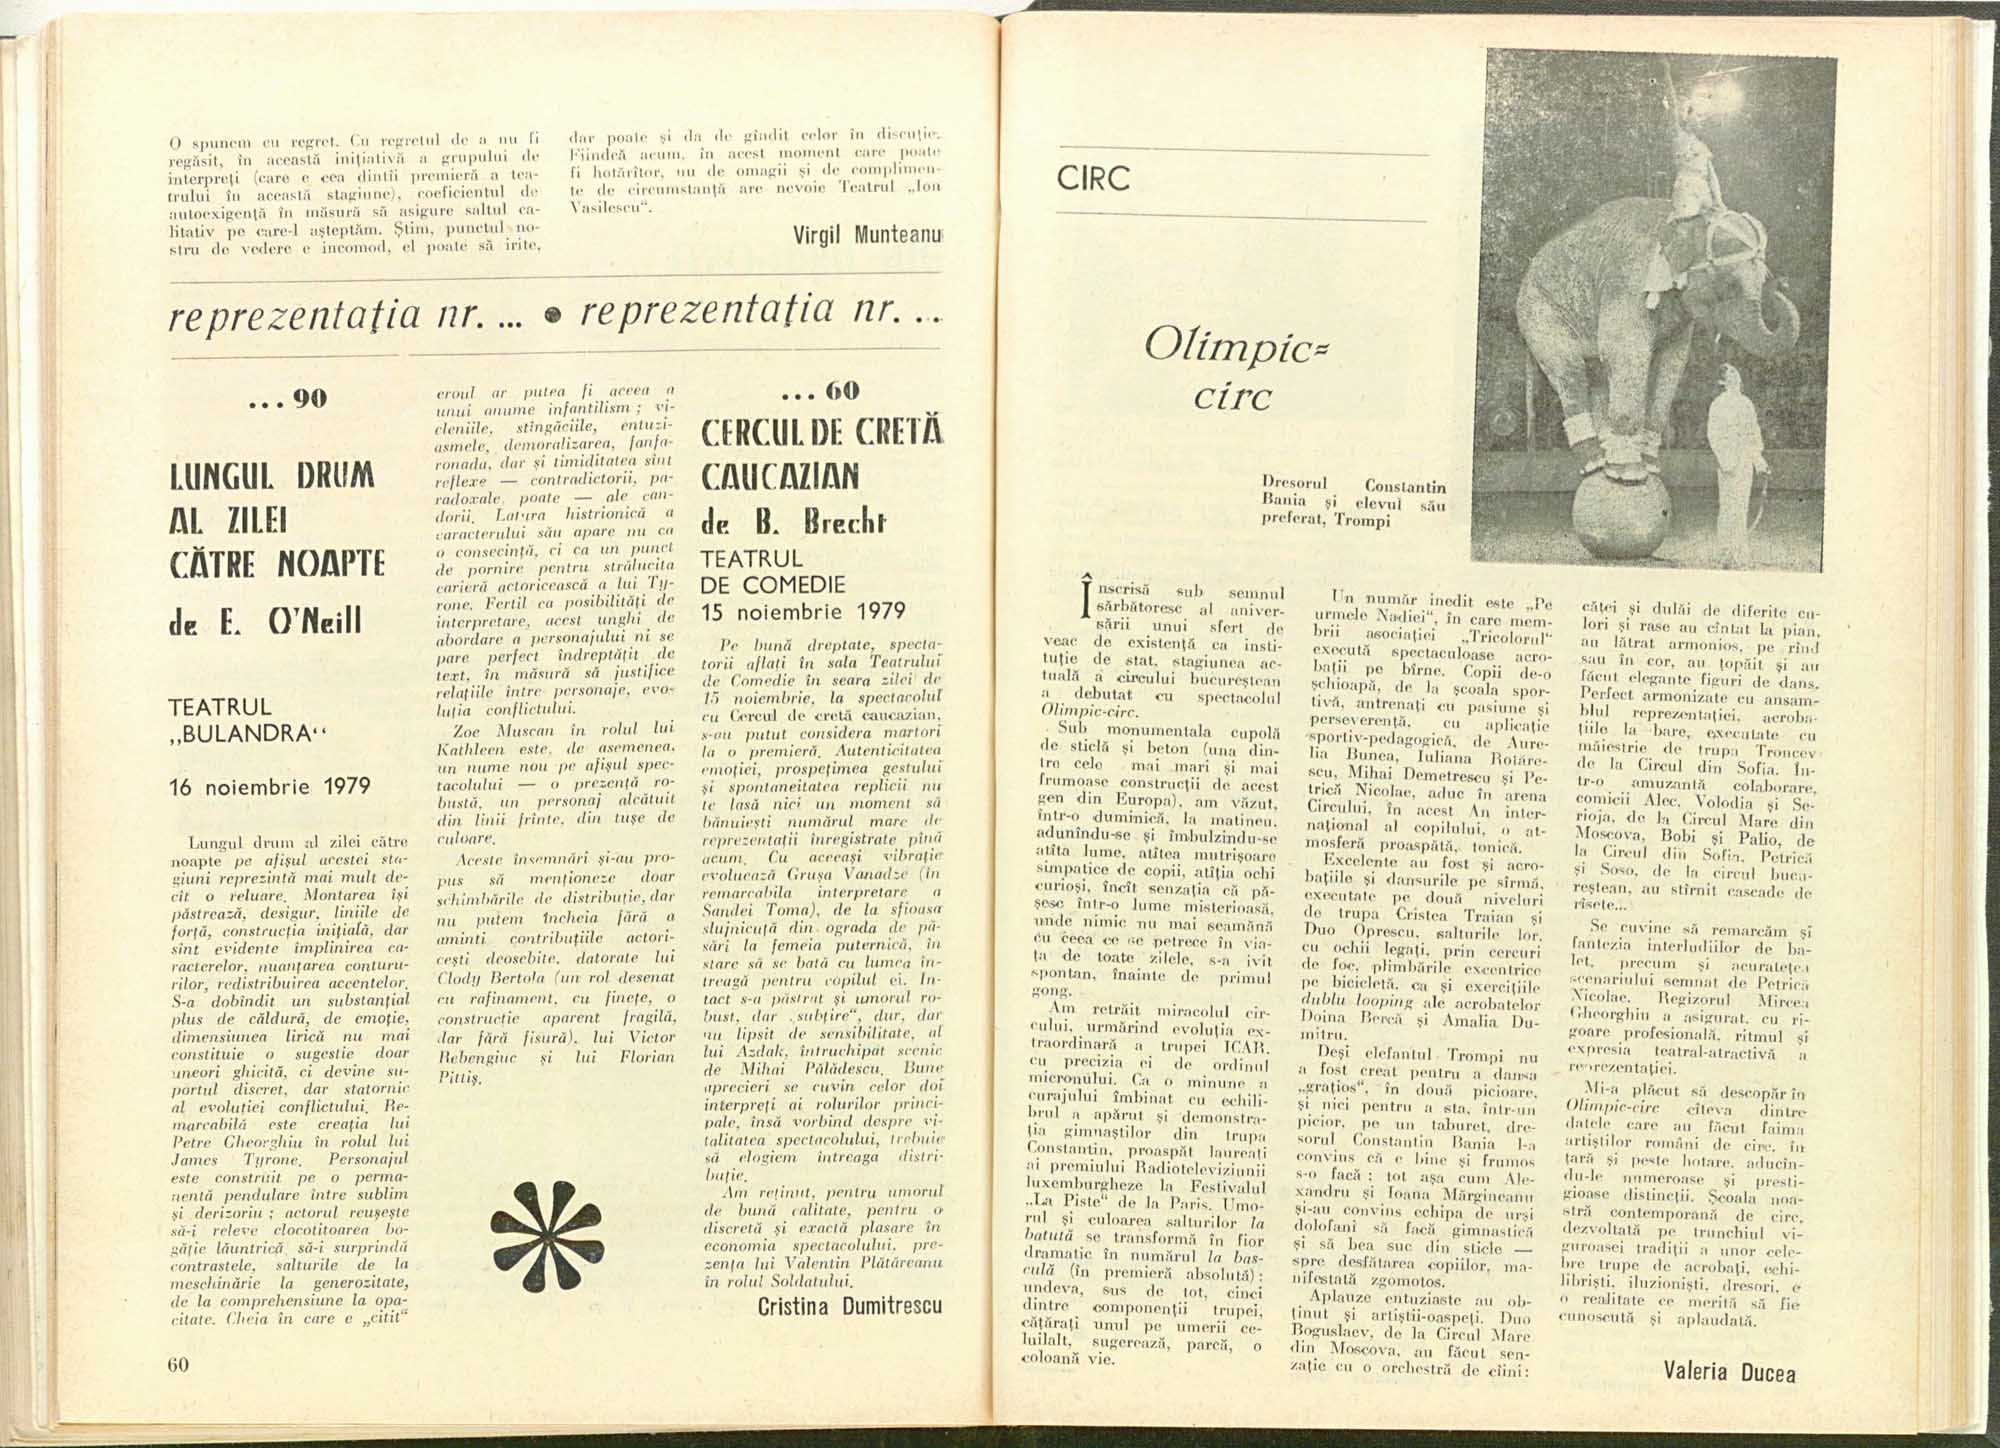 O spunem cu regret. Cu regretul de a nu fi
regăsit, în această inițiativă a grupului de
interpreți (care e cea dintîi premieră a tea-
trului în această stagiune), coeficientul de
autoexigență în măsură să asigure saltul ca-
litativ pe care-l așteptăm. Știm, punctul no-
stru de vedere e incomod, el poate să irite,
dar poate și da de gîndit celor în discuție.
Fiindcă acum, în acest moment care poate
fi hotărîtor, nu de omagii și de complimen-
te de circumstanță are nevoie Teatrul „Ion
Vasilescu“.
Virgil Munteanu
reprezentația nr. ... ● reprezentația nr. ...
... 90
LUNGUL DRUM
AL ZILEI
CĂTRE NOAPTE
de E. O'Neill
TEATRUL
„BULANDRA“
16 noiembrie 1979
Lungul drum al zilei către
noapte pe afișul acestei sta-
giuni reprezintă mai mult de-
cît o reluare. Montarea își
păstrează, desigur, liniile de
forță, construcția inițială, dar
sînt evidente împlinirea ca-
racterelor, nuanțarea conturu-
rilor, redistribuirea accentelor.
S-a dobîndit un substanțial
plus de căldură, de emoție,
dimensiunea lirică nu mai
constituie o sugestie doar
uneori ghicită, ci devine su-
portul discret, dar statornic
al evoluției conflictului. Re-
marcabilă este creația lui
Petre Gheorghiu în rolul lui
James Tyrone. Personajul
este construit pe o perma-
nentă pendulare între sublim
și derizoriu ; actorul reușește
să-i releve clocotitoarea bo-
găție lăuntrică să-i surprindă
contrastele, salturile de la
meschinărie la generozitate,
de la comprehensiune la opa-
citate. Cheia în care e „citit“
eroul ar putea fi aceea a
unui anume infantilism ; vi-
cleniile, stîngăciile, entuzi-
asmele, demoralizarea, fanfa-
ronada, dar și timiditatea sînt
reflexe — contradictorii, pa-
radoxale poate — ale can-
dorii. Latura histrionică a
caracterului său apare nu ca
o consecință, ci ca un punct
de pornire pentru strălucita
carieră actoricească a lui Ty-
rone. Fertil ca posibilități de
interpretare, acest unghi de
abordare a personajului ni se
pare perfect îndreptățit de
text, în măsură să justifice
relațiile între personaje, evo-
luția conflictului.
Zoe Muscan în rolul lui
Kathleen este, de asemenea,
un nume nou pe afișul spec-
tacolului — o prezență ro-
bustă, un personaj alcătuit
din linii frînte, din tușe de
culoare.
Aceste însemnări și-au pro-
pus să menționeze doar
schimbările de distribuție, dar
nu putem încheia fără a
aminti contribuțiile actori-
cești deosebite, datorate lui
Clody Bertola (un rol desenat
cu rafinament, cu finețe, o
construcție aparent fragilă,
dar fără fisură), lui Victor
Rebengiuc și lui Florian
Pittiș.
... 60
CERCUL DE CRETĂ
CAUCAZIAN
de B. Brecht
TEATRUL
DE COMEDIE
15 noiembrie 1979
Pe bună dreptate, specta-
torii aflați în sala Teatrului
de Comedie în seara zilei de
15 noiembrie, la spectacolul
cu Cercul de cretă caucazian,
s-au putut considera martori
la o premieră. Autenticitatea
emoției, prospețimea gestului
și spontaneitatea replicii nu
te lasă nici un moment să
bănuiești numărul mare de
reprezentații înregistrate pînă
acum. Cu aceeași vibrație
evoluează Grușa Vanadze (în
remarcabila interpretare a
Sandei Toma), de la sfioasa
slujnicuță din ograda de pă-
sări la femeia puternică, în
stare să se bată cu lumea în-
treagă pentru copilul ei. In-
tact s-a păstrat și umorul ro-
bust, dar „subțire“, dur, dar
nu lipsit de sensibilitate, al
lui Azdak, întruchipat scenic
de Mihai Pălădescu. Bune
aprecieri se cuvin celor doi
interpreți ai rolurilor princi-
pale, însă vorbind despre vi-
talitatea spectacolului, trebuie
să elogiem întreaga distri-
buție.
Am reținut, pentru umorul
de bună calitate, pentru o
discretă și exactă plasare în
economia spectacolului, pre-
zența lui Valentin Plătăreanu
în rolul Soldatului.
Cristina Dumitrescu
60
CIRC
Olimpic-
circ
Dresorul Constantin
Bania și elevul său
preferat, Trompi
Înscrisă sub semnul
sărbătoresc al aniver-
sării unui sfert de
veac de existență ca insti-
tuție de stat, stagiunea ac-
tuală a circului bucureștean
a debutat cu spectacolul
Olimpic-circ.
Sub monumentala cupolă
de sticlă și beton (una din-
tre cele mai mari și mai
frumoase construcții de acest
gen din Europa), am văzut,
într-o duminică, la matineu,
adunîndu-se și îmbulzindu-se
atîta lume, atîtea mutrișoare
simpatice de copii, atîția ochi
curioși, încît senzația că pă-
șesc într-o lume misterioasă,
unde nimic nu mai seamănă
cu ceea ce se petrece în via-
ța de toate zilele, s-a ivit
spontan, înainte de primul
gong.
Am retrăit miracolul cir-
cului, urmărind evoluția ex-
traordinară a trupei ICAR,
cu precizia ei de ordinul
micronului. Ca o minune a
curajului îmbinat cu echili-
brul a apărut și demonstra-
ția gimnaștilor din trupa
Constantin, proaspăt laureați
ai premiului Radioteleviziunii
luxemburgheze la Festivalul
„La Piste“ de la Paris. Umo-
rul și culoarea salturilor la
batută se transformă în fior
dramatic în numărul la bas-
culă (în premieră absolută) :
undeva, sus de tot, cinci
dintre componenții trupei,
cățărați unul pe umerii ce-
luilalt, sugerează, parcă, o
coloană vie.
Un număr inedit este „Pe
urmele Nadiei“, în care mem-
brii asociației „Tricolorul“
execută spectaculoase acro-
bații pe bîrne. Copii de-o
șchioapă, de la școala spor-
tivă, antrenați cu pasiune și
perseverență, cu aplicație
sportiv-pedagogică, de Aure-
lia Bunea, Iuliana Rotăre-
scu, Mihai Demetrescu și Pe-
trică Nicolae, aduc în arena
Circului, în acest An inter-
național al copilului, o at-
mosferă proaspătă, tonică.
Excelente au fost și acro-
bațiile și dansurile pe sîrmă,
executate pe două niveluri
de trupa Cristea Traian și
Duo Oprescu, salturile lor,
cu ochii legați, prin cercuri
de foc, plimbările excentrice
pe bicicletă, ca și exercițiile
dublu looping ale acrobatelor
Doina Bercă și Amalia Du-
mitru.
Deși elefantul Trompi nu
a fost creat pentru a dansa
„grațios“, în două picioare,
și nici pentru a sta, într-un
picior, pe un taburet, dre-
sorul Constantin Bania l-a
convins că e bine și frumos
s-o facă ; tot așa cum Ale-
xandru și Ioana Mărgineanu
și-au convins echipa de urși
dolofani să facă gimnastică
și să bea suc din sticle —
spre desfătarea copiilor, ma-
nifestată zgomotos.
Aplauze entuziaste au ob-
ținut și artiștii-oaspeți. Duo
Boguslaev, de la Circul Mare
din Moscova, au făcut sen-
zație cu o orchestră de cîini :
căței și dulăi de diferite cu-
lori și rase au cîntat la pian,
au lătrat armonios, pe rînd
sau în cor, au țopăit și au
făcut elegante figuri de dans.
Perfect armonizate cu ansam-
blul reprezentației, acroba-
țiile la bare, executate cu
măiestrie de trupa Troncev
de la Circul din Sofia. În-
tr-o amuzantă colaborare,
comicii Alec, Volodia și Se-
rioja, de la Circul Mare din
Moscova, Bobi și Palio, de
la Circul din Sofia, Petrică
și Soso, de la circul bucu-
reștean, au stîrnit cascade de
rîsete...
Se cuvine să remarcăm și
fantezia interludiilor de ba-
let, precum și acuratețea
scenariului semnat de Petrică
Nicolae. Regizorul Mircea
Gheorghiu a asigurat, cu ri-
goare profesională, ritmul și
expresia teatral-atractivă a
reprezentației.
Mi-a plăcut să descopăr în
Olimpic-circ cîteva dintre
datele care au făcut faima
artiștilor români de circ, în
țară și peste hotare, aducîn-
du-le numeroase și presti-
gioase distincții. Școala noa-
stră contemporană de circ,
dezvoltată pe trunchiul vi-
guroasei tradiții a unor cele-
bre trupe de acrobați, echi-
libriști, iluzioniști, dresori, e
o realitate ce merită să fie
cunoscută și aplaudată.
Valeria Ducea